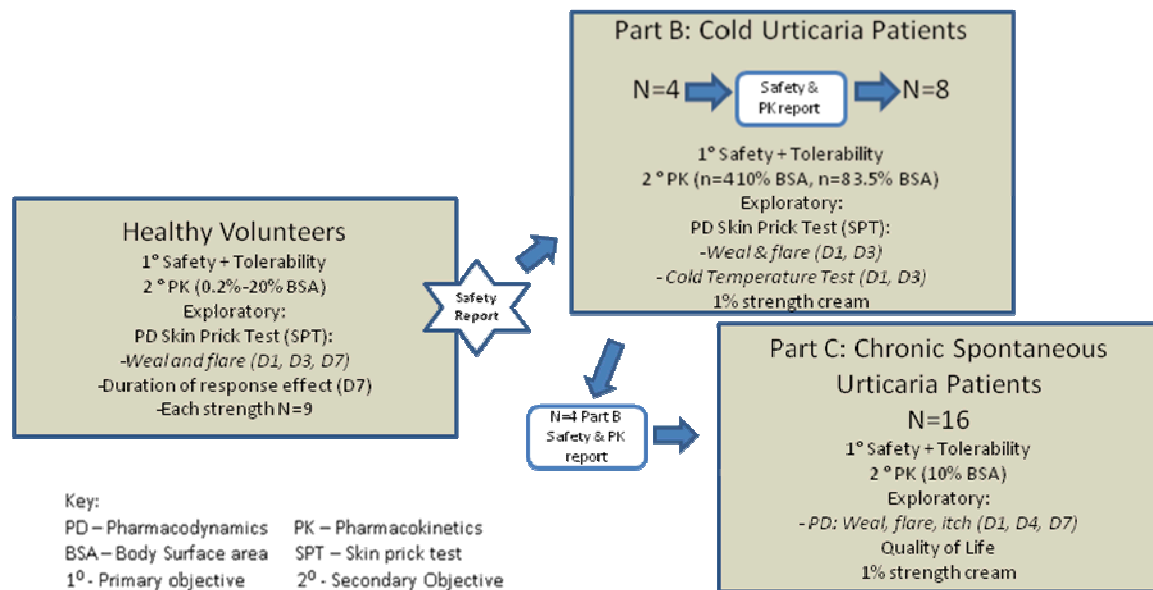 Healthy Volunteers
1° Safety + Tolerability
2 ° PK (0.2%-20% BSA)
Exploratory:
PD Skin Prick Test (SPT):
-Weal and flare (D1, D3, D7)
-Duration of response effect (D7)
-Each strength N=9
Safety
Report
Part B: Cold Urticaria Patients
N=4
Safety &
PK report
N=8
1° Safety + Tolerability
2 ° PK (n=410% BSA, n=83.5% BSA)
Exploratory:
PD Skin Prick Test (SPT):
-Weal & flare (D1, D3)
- Cold Temperature Test (D1, D3)
1% strength cream
N=4 Part B
Safety & PK
report
Part C: Chronic Spontaneous
Urticaria Patients
N=16
1° Safety + Tolerability
2 ° PK (10% BSA)
Exploratory:
- PD: Weal, flare, itch (D1, D4, D7)
Quality of Life
1% strength cream
Key:
PD – Pharmacodynamics PK – Pharmacokinetics
BSA – Body Surface area SPT – Skin prick test
1⁰ - Primary objective 2⁰ - Secondary Objective